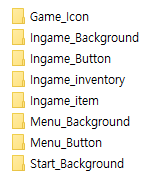 Game_Icon
Ingame_Background
Ingame_Button
Ingame_inventory
Ingame_item
Menu_Background
Menu_Button
Start_Background